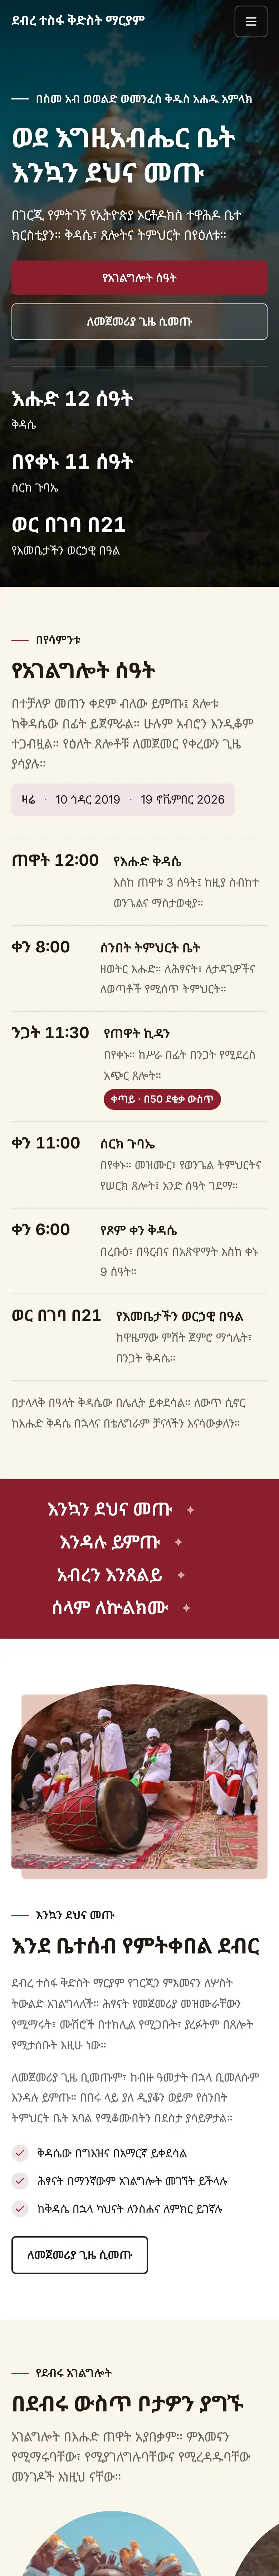 ደብረ ተስፋ ቅድስት ማርያም
በስመ አብ ወወልድ ወመንፈስ ቅዱስ አሐዱ አምላክ
ወደ እግዚአብሔር ቤት
እንኳን ደህና መጡ
በገርጂ የምትገኝ የኢትዮጵያ ኦርቶዶክስ ተዋሕዶ ቤተ
ክርስቲያን። ቅዳሴ፣ ጸሎትና ትምህርት በየዕለቱ።
የአገልግሎት ሰዓት
ለመጀመሪያ ጊዜ ሲመጡ
እሑድ 12 ሰዓት
ቅዳሴ
በየቀኑ 11 ሰዓት
ሰርክ ጉባኤ
ወር በገባ በ21
የእመቤታችን ወርኃዊ በዓል
በየሳምንቱ
የአገልግሎት ሰዓት
በተቻለዎ መጠን ቀደም ብለው ይምጡ፤ ጸሎቱ
ከቅዳሴው በፊት ይጀምራል። ሁሉም አብሮን እንዲቆም
ተጋብዟል። የዕለት ጸሎቶቹ ለመጀመር የቀረውን ጊዜ
ያሳያሉ።
ዛሬ · 10 ኅዳር 2019 · 19 ኖቬምበር 2026
ጠዋት 12:00 የእሑድ ቅዳሴ
እስከ ጠዋቱ 3 ሰዓት፤ ከዚያ ስብከተ
ወንጌልና ማስታወቂያ።
ቀን 8:00 ሰንበት ትምህርት ቤት
ዘወትር እሑድ። ለሕፃናት፣ ለታዳጊዎችና
ለወጣቶች የሚሰጥ ትምህርት።
ንጋት 11:30 የጠዋት ኪዳን
በየቀኑ። ከሥራ በፊት በንጋት የሚደረስ
አጭር ጸሎት።
ቀጣይ · በ50 ደቂቃ ውስጥ
ቀን 11:00 ሰርክ ጉባኤ
በየቀኑ። መዝሙር፣ የወንጌል ትምህርትና
የሠርክ ጸሎት፤ አንድ ሰዓት ገደማ።
ቀን 6:00 የጾም ቀን ቅዳሴ
በረቡዕ፣ በዓርብና በአጽዋማት እስከ ቀኑ
9 ሰዓት።
ወር በገባ በ21 የእመቤታችን ወርኃዊ በዓል
ከዋዜማው ምሽት ጀምሮ ማኅሌት፣
በንጋት ቅዳሴ።
በታላላቅ በዓላት ቅዳሴው በሌሊት ይቀደሳል። ለውጥ ሲኖር
ከእሑድ ቅዳሴ በኋላና በቴሌግራም ቻናላችን እናሳውቃለን።
እንኳን ደህና መጡ ✦
እንዳሉ ይምጡ ✦
አብረን እንጸልይ ✦
ሰላም ለኵልክሙ ✦
እንኳን ደህና መጡ
እንደ ቤተሰብ የምትቀበል ደብር
ደብረ ተስፋ ቅድስት ማርያም የገርጂን ምእመናን ለሦስት
ትውልድ አገልግላለች። ሕፃናት የመጀመሪያ መዝሙራቸውን
የሚማሩት፣ ሙሽሮች በተክሊል የሚጋቡት፣ ያረፉትም በጸሎት
የሚታሰቡት እዚሁ ነው።
ለመጀመሪያ ጊዜ ቢመጡም፣ ከብዙ ዓመታት በኋላ ቢመለሱም
እንዳሉ ይምጡ። በበሩ ላይ ያለ ዲያቆን ወይም የሰንበት
ትምህርት ቤት አባል የሚቆሙበትን በደስታ ያሳይዎታል።
ቅዳሴው በግእዝና በአማርኛ ይቀደሳል
ሕፃናት በማንኛውም አገልግሎት መገኘት ይችላሉ
ከቅዳሴ በኋላ ካህናት ለንስሐና ለምክር ይገኛሉ
ለመጀመሪያ ጊዜ ሲመጡ
የደብሩ አገልግሎት
በደብሩ ውስጥ ቦታዎን ያግኙ
አገልግሎት በእሑድ ጠዋት አያበቃም። ምእመናን
የሚማሩባቸው፣ የሚያገለግሉባቸውና የሚረዳዱባቸው
መንገዶች እነዚህ ናቸው።